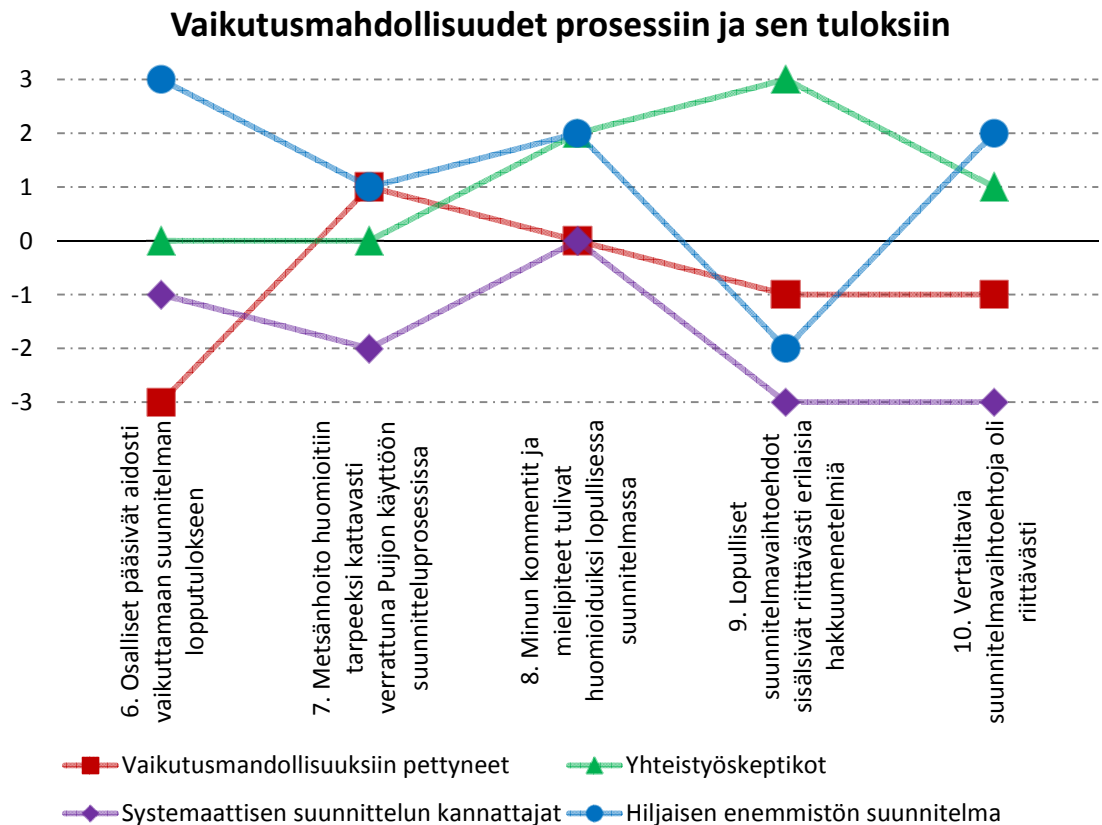 Vaikutusmahdollisuudet prosessiin ja sen tuloksiin
3
2
1
0
-1
-2
-3
6. Osalliset pääsivät aidosti
vaikuttamaan suunnitelman
lopputulokseen
7. Metsänhoito huomioitiin
tarpeeksi kattavasti
verrattuna Puijon käyttöön
suunnitteluprosessissa
8. Minun kommentit ja
mielipiteet tulivat
huomioiduiksi lopullisessa
suunnitelmassa
9. Lopulliset
suunnitelmavaihtoehdot
sisälsivät riittävästi erilaisia
hakkuumenetelmiä
10. Vertailtavia
suunnitelmavaihtoehtoja oli
riittävästi
Vaikutusmandollisuuksiin pettyneet
Yhteistyöskeptikot
Systemaattisen suunnittelun kannattajat
Hiljaisen enemmistön suunnitelma